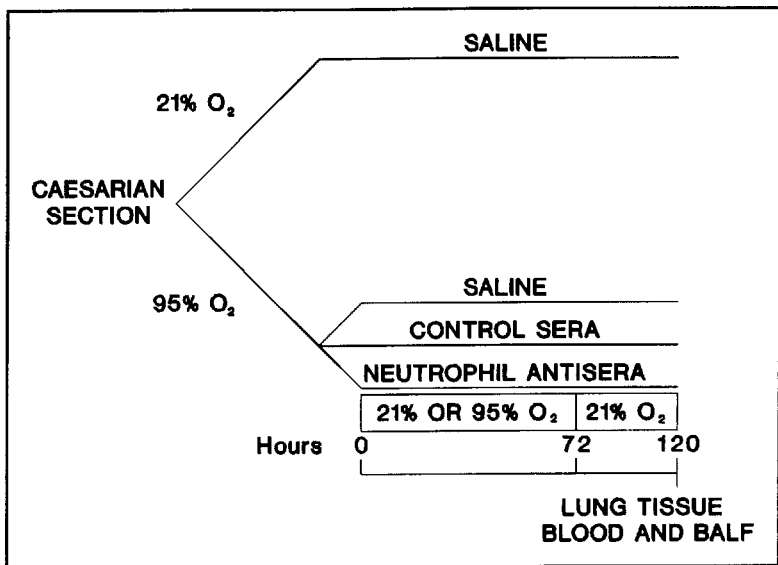 SALINE
21% O₂
CAESARIAN
SECTION
95% O₂
SALINE
CONTROL SERA
NEUTROPHIL ANTISERA
21% OR 95% O₂ 21% O₂
Hours 0 72 120
LUNG TISSUE
BLOOD AND BALF